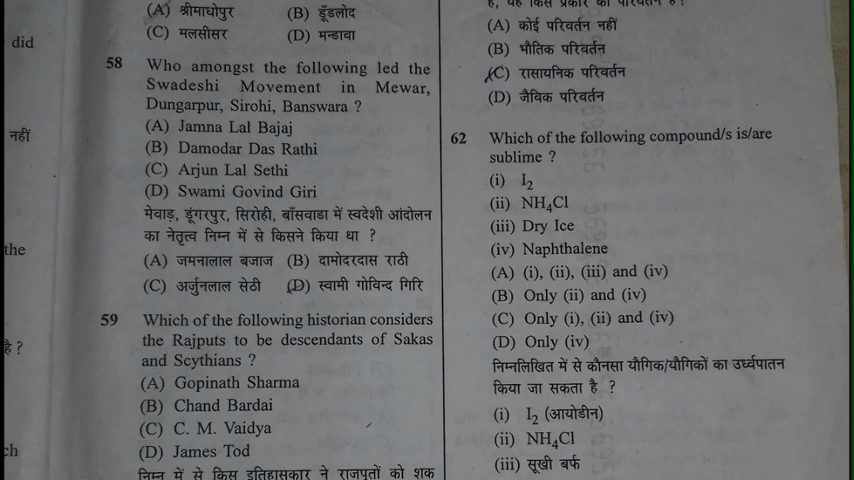 did
नहीं
the
है ?
ch
(A) श्रीमाधोपुर (B) डूँडलोद
(C) मलसीसर (D) मन्डावा
58 Who amongst the following led the
Swadeshi Movement in Mewar,
Dungarpur, Sirohi, Banswara ?
(A) Jamna Lal Bajaj
(B) Damodar Das Rathi
(C) Arjun Lal Sethi
(D) Swami Govind Giri
मेवाड़, डूंगरपुर, सिरोही, बाँसवाडा में स्वदेशी आंदोलन
का नेतृत्व निम्न में से किसने किया था ?
(A) जमनालाल बजाज (B) दामोदरदास राठी
(C) अर्जुनलाल सेठी (D) स्वामी गोविन्द गिरि
59 Which of the following historian considers
the Rajputs to be descendants of Sakas
and Scythians ?
(A) Gopinath Sharma
(B) Chand Bardai
(C) C. M. Vaidya
(D) James Tod
निम्न में से किस इतिहासकार ने राजपूतों को शक
है, यह किस प्रकार का परिवर्तन है ?
(A) कोई परिवर्तन नहीं
(B) भौतिक परिवर्तन
(C) रासायनिक परिवर्तन
(D) जैविक परिवर्तन
62 Which of the following compound/s is/are
sublime ?
(i) I₂
(ii) NH₄Cl
(iii) Dry Ice
(iv) Naphthalene
(A) (i), (ii), (iii) and (iv)
(B) Only (ii) and (iv)
(C) Only (i), (ii) and (iv)
(D) Only (iv)
निम्नलिखित में से कौनसा यौगिक/यौगिकों का उर्ध्वपातन
किया जा सकता है ?
(i) I₂ (आयोडीन)
(ii) NH₄Cl
(iii) सूखी बर्फ